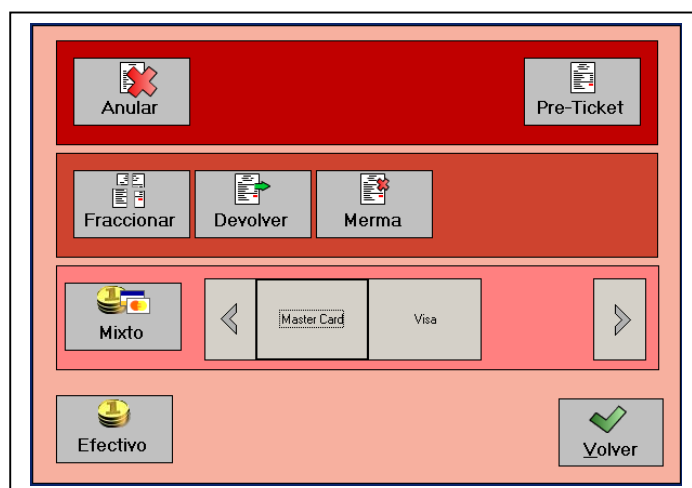 Anular
Pre-Ticket
Fraccionar
Devolver
Merma
Mixto
Master Card
Visa
Efectivo
Volver